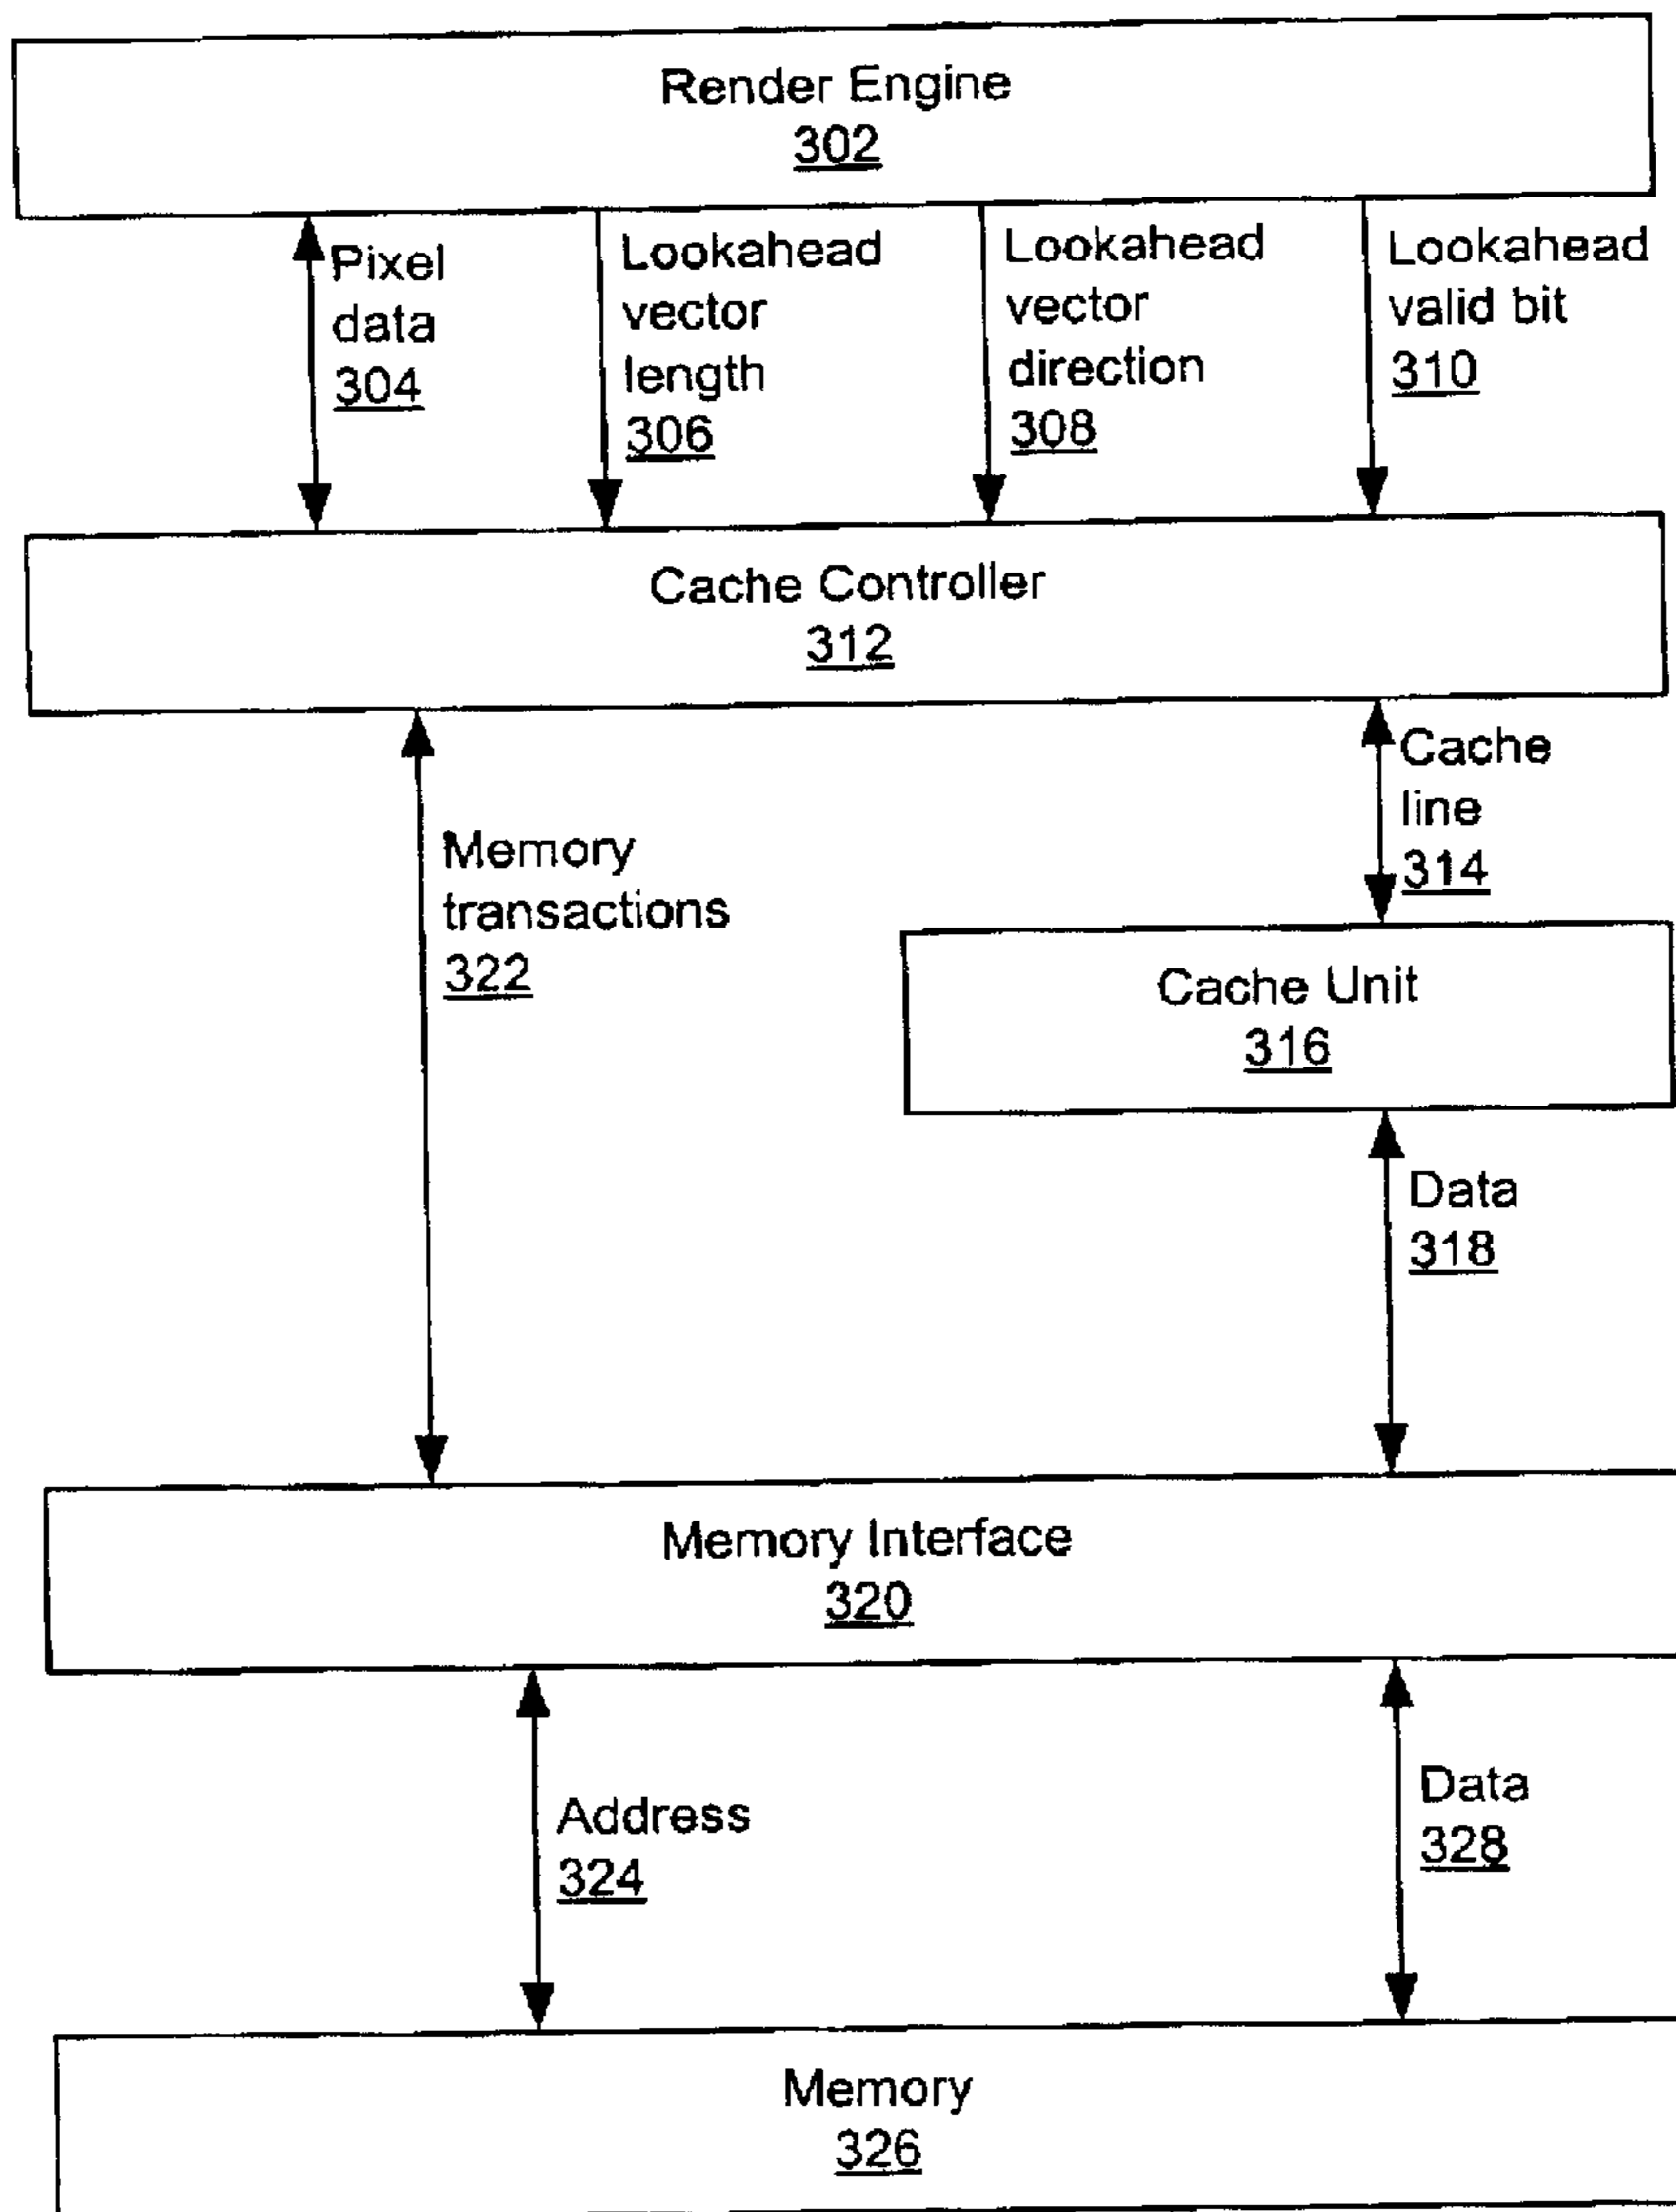 Render Engine
302
Pixel
data
304
Lookahead
vector
length
306
Lookahead
vector
direction
308
Lookahead
valid bit
310
Cache Controller
312
Cache
line
314
Memory
transactions
322
Cache Unit
316
Data
318
Memory Interface
320
Address
324
Data
328
Memory
326